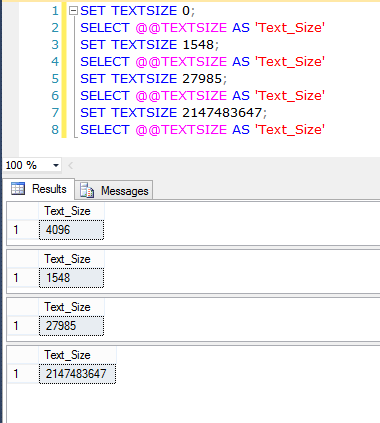 1 SET TEXTSIZE 0;
2 SELECT @@TEXTSIZE AS 'Text_Size'
3 SET TEXTSIZE 1548;
4 SELECT @@TEXTSIZE AS 'Text_Size'
5 SET TEXTSIZE 27985;
6 SELECT @@TEXTSIZE AS 'Text_Size'
7 SET TEXTSIZE 2147483647;
8 SELECT @@TEXTSIZE AS 'Text_Size'
100 %
Results Messages
Text_Size
1 4096
Text_Size
1 1548
Text_Size
1 27985
Text_Size
1 2147483647